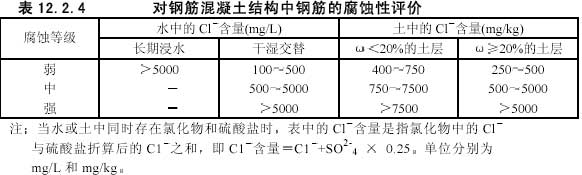 表 12.2.4 对钢筋混凝土结构中钢筋的腐蚀性评价
腐蚀等级 水中的 Cl⁻含量(mg/L) 土中的 Cl⁻含量(mg/kg)
长期浸水 干湿交替 ω＜20%的土层 ω≥20%的土层
弱 ＞5000 100～500 400～750 250～500
中 － 500～5000 750～7500 500～5000
强 － ＞5000 ＞7500 ＞5000
注；当水或土中同时存在氯化物和硫酸盐时，表中的 Cl⁻含量是指氯化物中的 Cl⁻
与硫酸盐折算后的 C1⁻之和，即 C1⁻含量＝C1⁻+SO²⁻₄ × 0.25。单位分别为
mg/L 和 mg/kg。